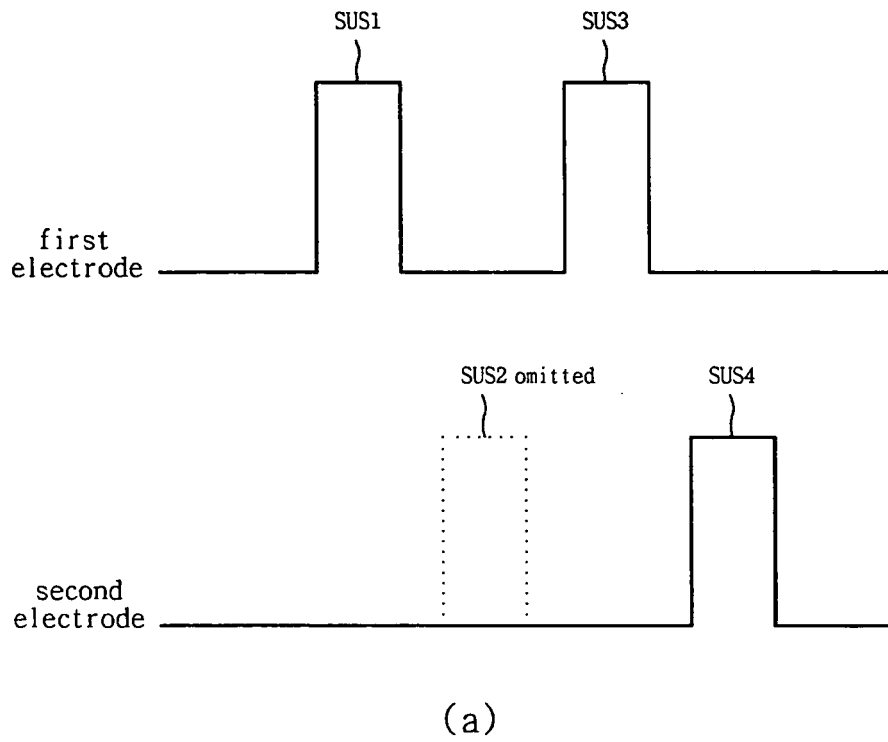 SUS1
SUS3
first
electrode
SUS2 omitted
SUS4
second
electrode
(a)